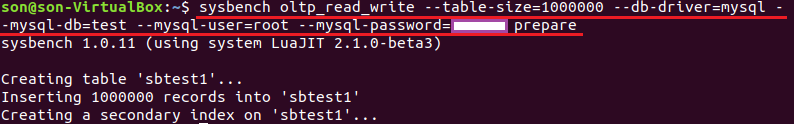 son@son-VirtualBox:~$ sysbench oltp_read_write --table-size=1000000 --db-driver=mysql -
-mysql-db=test --mysql-user=root --mysql-password= prepare
sysbench 1.0.11 (using system LuaJIT 2.1.0-beta3)
Creating table 'sbtest1'...
Inserting 1000000 records into 'sbtest1'
Creating a secondary index on 'sbtest1'...